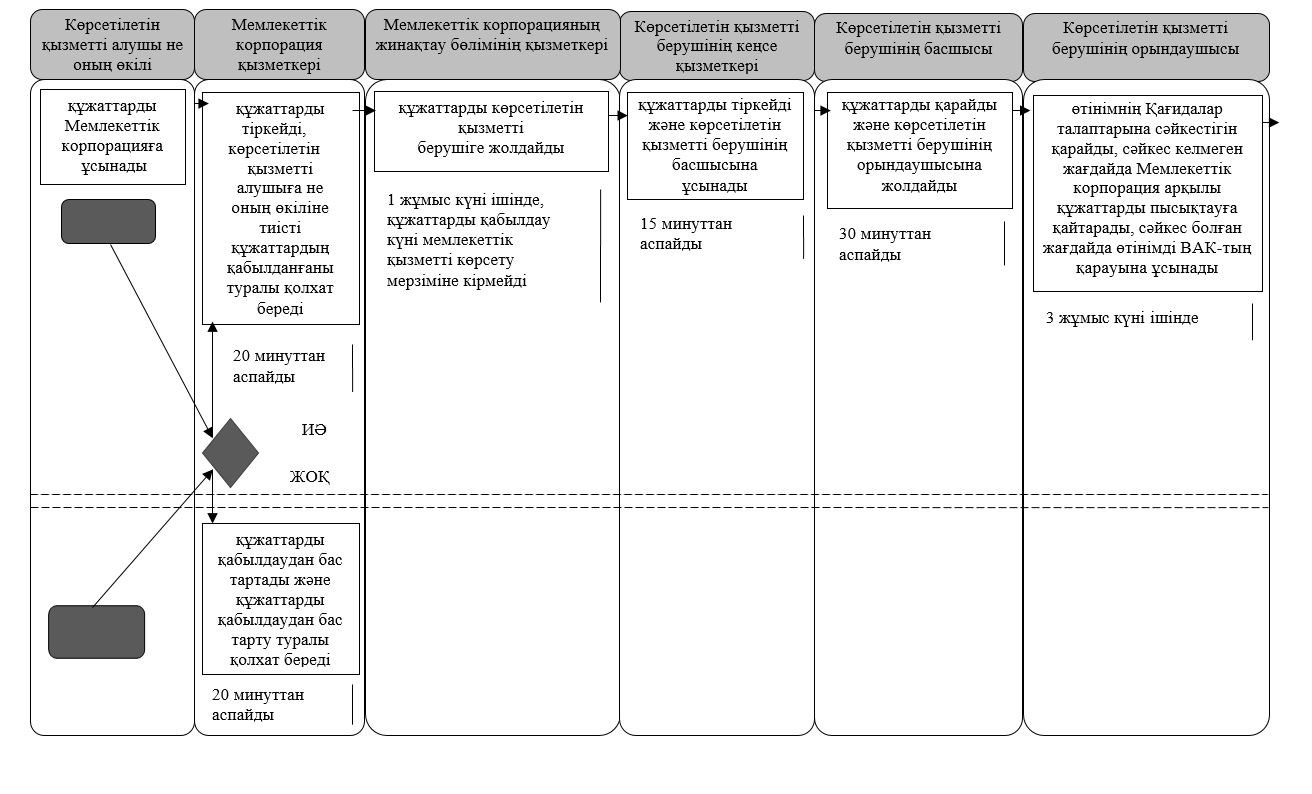 Көрсетілетін
қызметті алушы не
оның өкілі
Мемлекеттік
корпорация
қызметкері
Мемлекеттік корпорацияның
жинақтау бөлімінің қызметкері
Көрсетілетін қызметті
берушінің кеңсе
қызметкері
Көрсетілетін қызметті
берушінің басшысы
Көрсетілетін қызметті
берушінің орындаушысы
құжаттарды
Мемлекеттік
корпорацияға
ұсынады
құжаттарды
тіркейді,
көрсетілетін
қызметті
алушыға не
оның өкіліне
тиісті
құжаттардың
қабылданғаны
туралы қолхат
береді
20 минуттан
аспайды
ИӘ
ЖОҚ
құжаттарды
қабылдаудан бас
тартады және
құжаттарды
қабылдаудан бас
тарту туралы
қолхат береді
20 минуттан
аспайды
құжаттарды көрсетілетін
қызметті
берушіге жолдайды
1 жұмыс күні ішінде,
құжаттарды қабылдау
күні мемлекеттік
қызметті көрсету
мерзіміне кірмейді
құжаттарды тіркейді
және көрсетілетін
қызметті берушінің
басшысына
ұсынады
15 минуттан
аспайды
құжаттарды қарайды
және көрсетілетін
қызметті берушінің
орындаушысына
жолдайды
30 минуттан
аспайды
өтінімнің Қағидалар
талаптарына сәйкестігін
қарайды, сәйкес келмеген
жағдайда Мемлекеттік
корпорация арқылы
құжаттарды пысықтауға
қайтарады, сәйкес болған
жағдайда өтінімді ВАК-тың
қарауына ұсынады
3 жұмыс күні ішінде